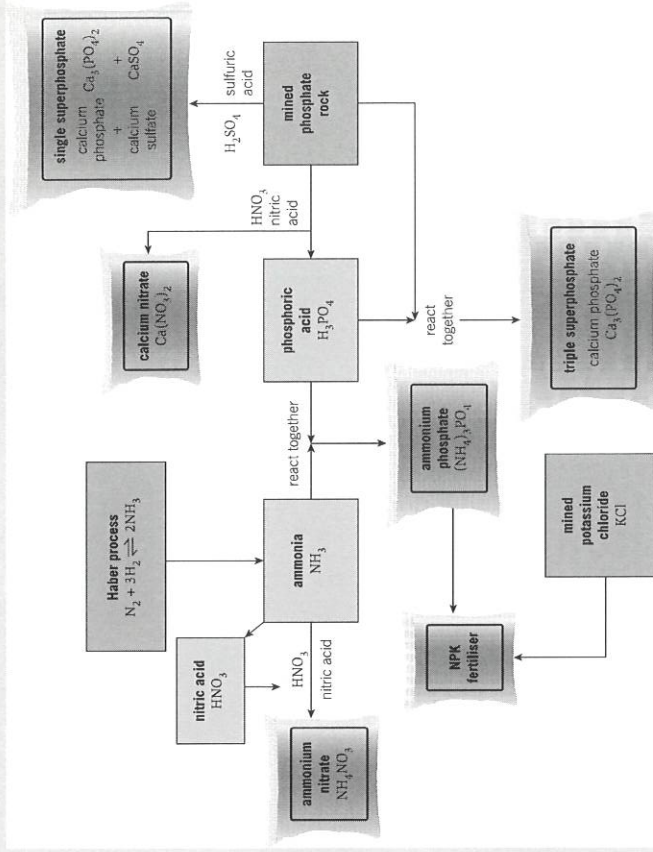 Haber process
N₂ + 3H₂ ⇌ 2NH₃
nitric acid
HNO₃
ammonia
NH₃
HNO₃
nitric acid
ammonium
nitrate
NH₄NO₃
react together
calcium nitrate
Ca(NO₃)₂
HNO₃
nitric
acid
phosphoric
acid
H₃PO₄
single superphosphate
calcium Ca₃(PO₄)₂
phosphate
+ +
calcium CaSO₄
sulfate
H₂SO₄
sulfuric
acid
mined
phosphate
rock
ammonium
phosphate
(NH₄)₃PO₄
react
together
triple superphosphate
calcium phosphate
Ca₃(PO₄)₂
NPK
fertiliser
mined
potassium
chloride
KCl